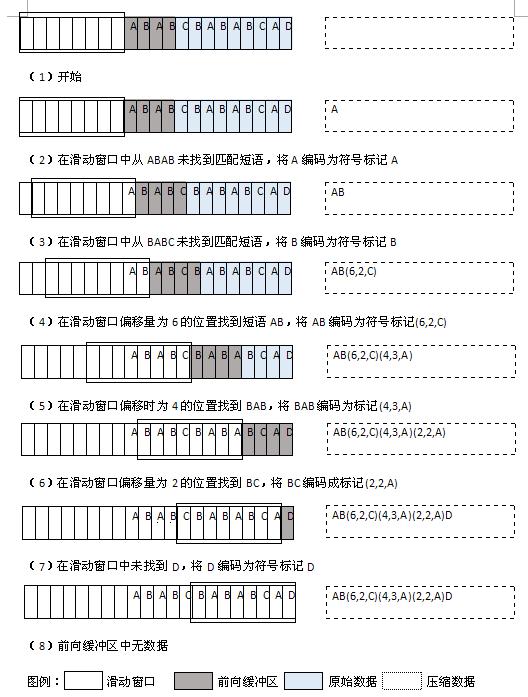 A B A B C B A B A B C A D
（1）开始
A B A B C B A B A B C A D A
（2）在滑动窗口中从 ABAB 未找到匹配短语，将 A 编码为符号标记 A
A B A B C B A B A B C A D AB
（3）在滑动窗口中从 BABC 未找到匹配短语，将 B 编码为符号标记 B
A B A B C B A B A B C A D AB(6,2,C)
（4）在滑动窗口偏移量为 6 的位置找到短语 AB，将 AB 编码为符号标记(6,2,C)
A B A B C B A B A B C A D AB(6,2,C)(4,3,A)
（5）在滑动窗口偏移时为 4 的位置找到 BAB，将 BAB 编码为标记(4,3,A)
A B A B C B A B A B C A D AB(6,2,C)(4,3,A)(2,2,A)
（6）在滑动窗口偏移量为 2 的位置找到 BC，将 BC 编码成标记(2,2,A)
A B A B C B A B A B C A D AB(6,2,C)(4,3,A)(2,2,A)D
（7）在滑动窗口中未找到 D，将 D 编码为符号标记 D
A B A B C B A B A B C A D AB(6,2,C)(4,3,A)(2,2,A)D
（8）前向缓冲区中无数据
图例： 滑动窗口 前向缓冲区 原始数据 压缩数据